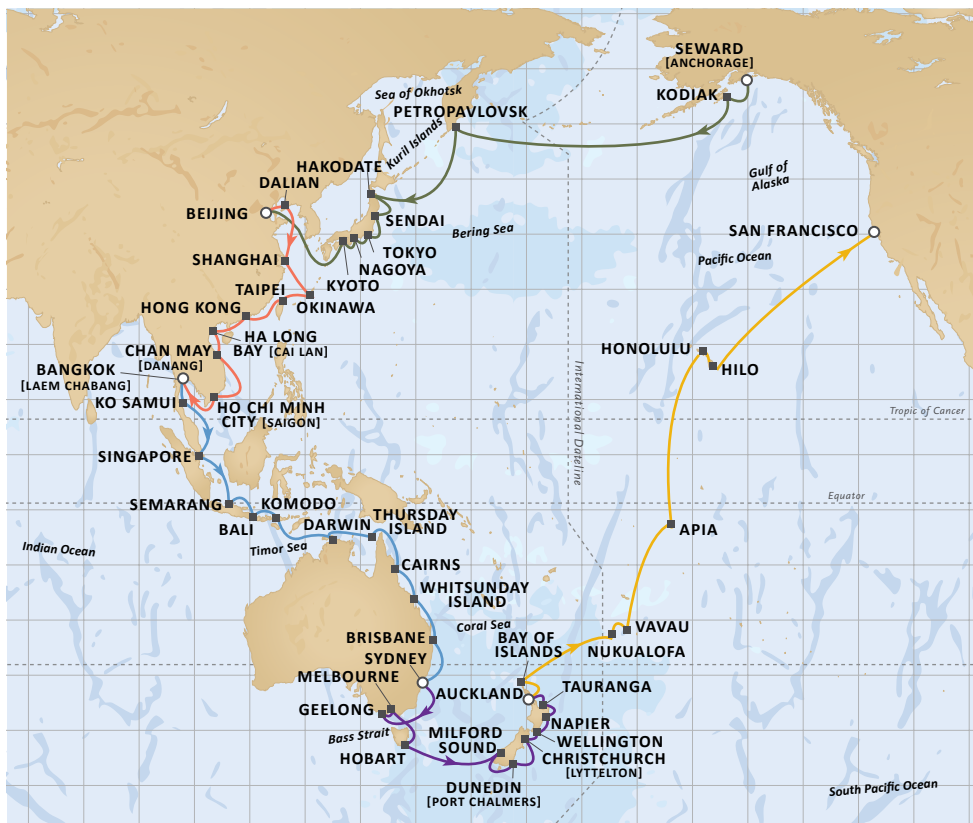 SEWARD
[ANCHORAGE]
KODIAK
Sea of Okhotsk
PETROPAVLOVSK
Kuril Islands
HAKODATE
DALIAN
BEIJING
SENDAI
Bering Sea
Gulf of
Alaska
SAN FRANCISCO
TOKYO
NAGOYA
KYOTO
Pacific Ocean
SHANGHAI
TAIPEI
OKINAWA
HONG KONG
HA LONG
BAY [CAI LAN]
CHAN MAY
[DANANG]
BANGKOK
[LAEM CHABANG]
KO SAMUI
HO CHI MINH
CITY [SAIGON]
HONOLULU
HILO
International Dateline
Tropic of Cancer
SINGAPORE
SEMARANG
KOMODO
BALI
DARWIN
THURSDAY
ISLAND
Equator
APIA
Indian Ocean
Timor Sea
CAIRNS
WHITSUNDAY
ISLAND
Coral Sea
BRISBANE
SYDNEY
MELBOURNE
GEELONG
BAY OF
ISLANDS
VAVAU
NUKUALOFA
AUCKLAND
TAURANGA
NAPIER
WELLINGTON
CHRISTCHURCH
[LYTTELTON]
Bass Strait
HOBART
MILFORD
SOUND
DUNEDIN
[PORT CHALMERS]
South Pacific Ocean